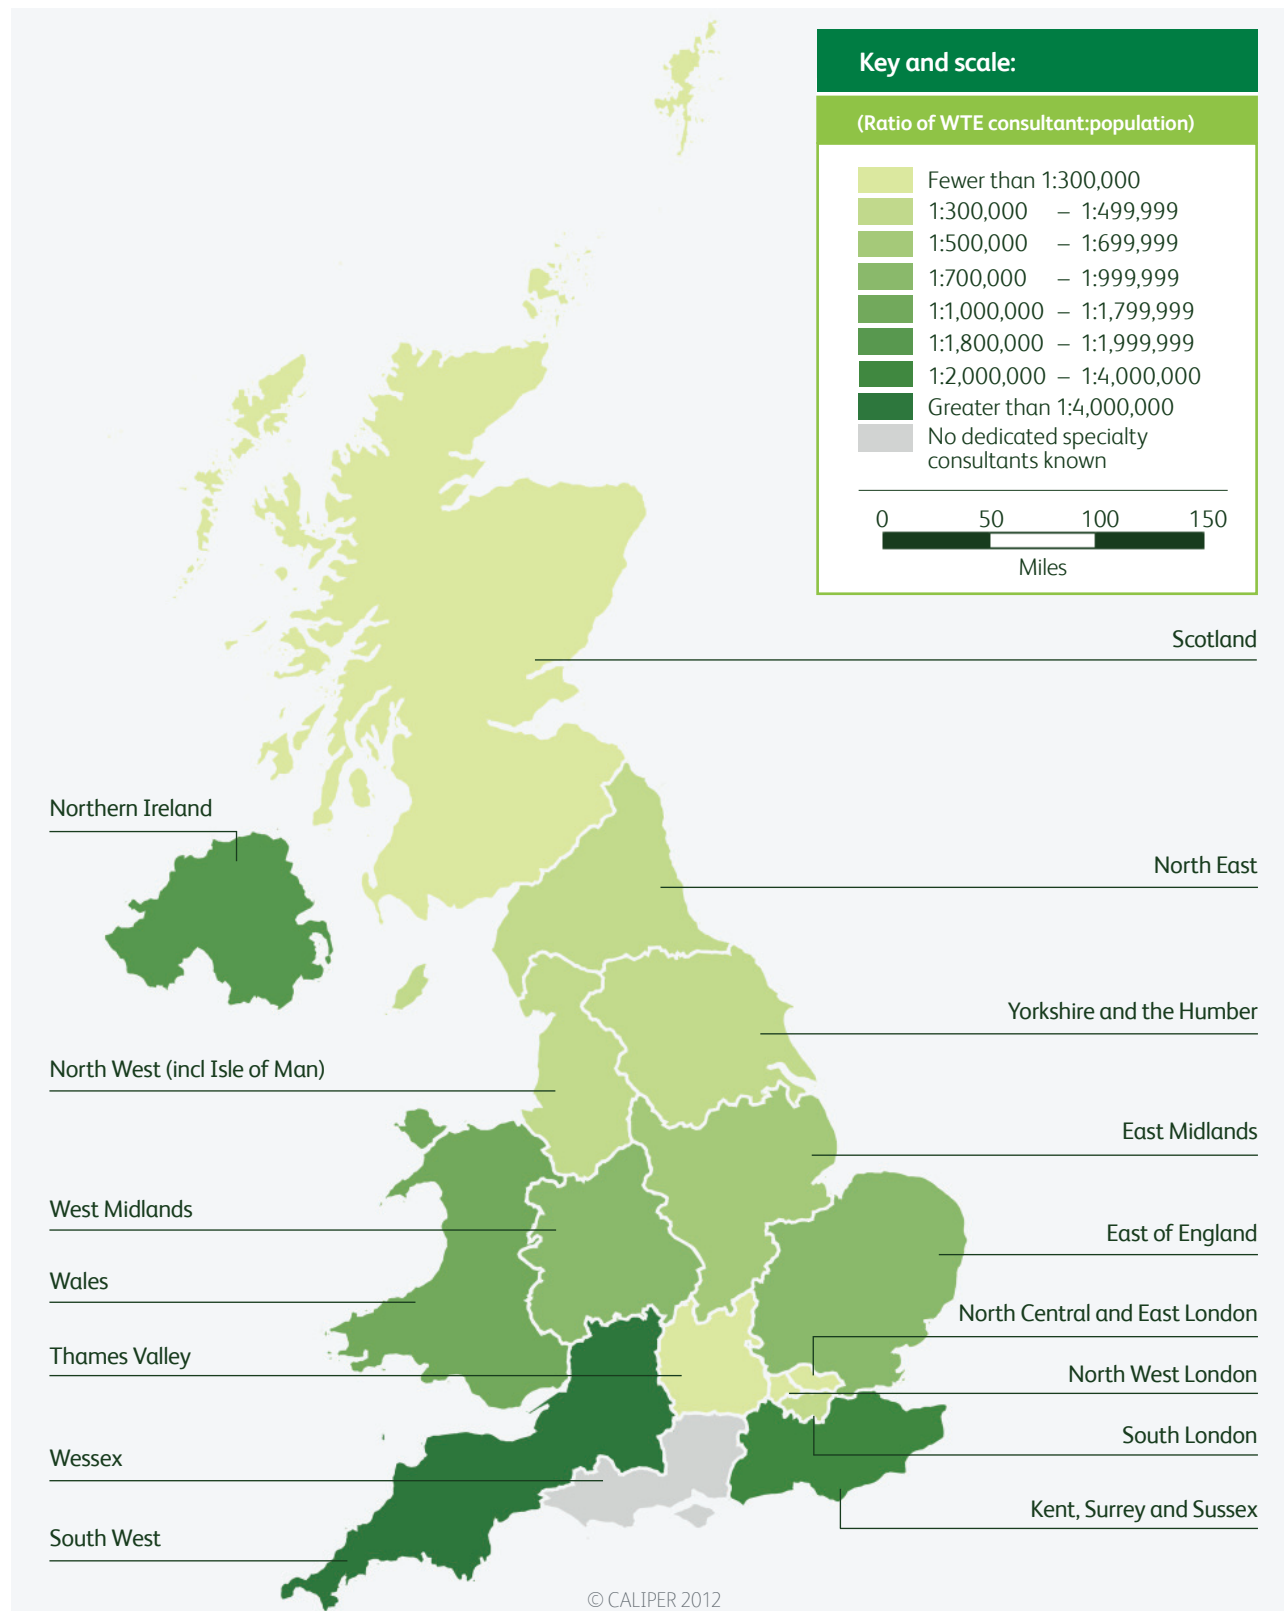 Key and scale:
(Ratio of WTE consultant:population)
Fewer than 1:300,000
1:300,000 – 1:499,999
1:500,000 – 1:699,999
1:700,000 – 1:999,999
1:1,000,000 – 1:1,799,999
1:1,800,000 – 1:1,999,999
1:2,000,000 – 1:4,000,000
Greater than 1:4,000,000
No dedicated specialty
consultants known
0 50 100 150
Miles
Scotland
Northern Ireland
North East
Yorkshire and the Humber
North West (incl Isle of Man)
East Midlands
West Midlands
East of England
Wales
North Central and East London
Thames Valley
North West London
South London
Wessex
Kent, Surrey and Sussex
South West
© CALIPER 2012